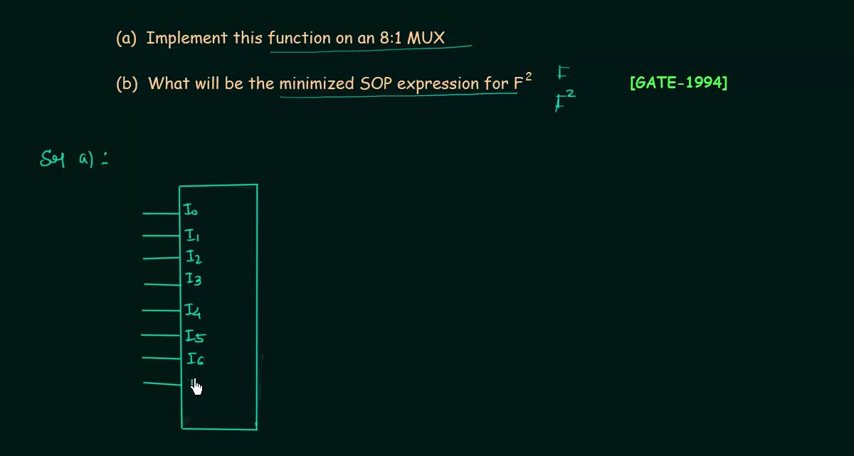 (a) Implement this function on an 8:1 MUX
(b) What will be the minimized SOP expression for F² [GATE-1994]
F
F²
Sol a) :
I0
I1
I2
I3
I4
I5
I6